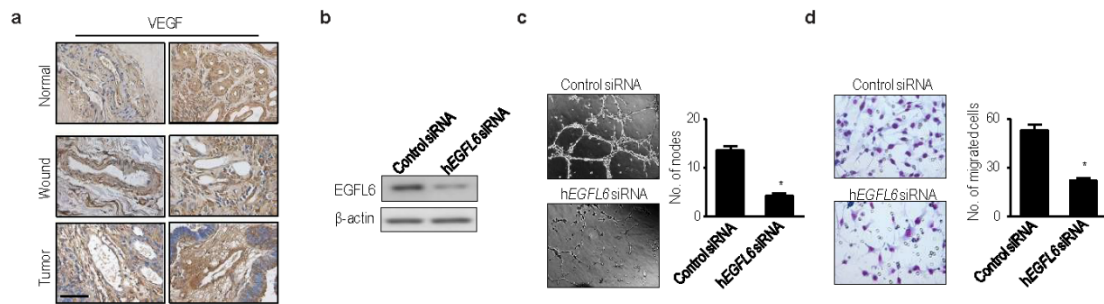 a
VEGF
Normal
Wound
Tumor
b
Control siRNA
hEGFL6 siRNA
EGFL6
β-actin
c
Control siRNA
hEGFL6 siRNA
No. of nodes
20
15
10
5
0
Control siRNA
hEGFL6 siRNA
*
d
Control siRNA
hEGFL6 siRNA
No. of migrated cells
60
30
0
Control siRNA
hEGFL6 siRNA
*